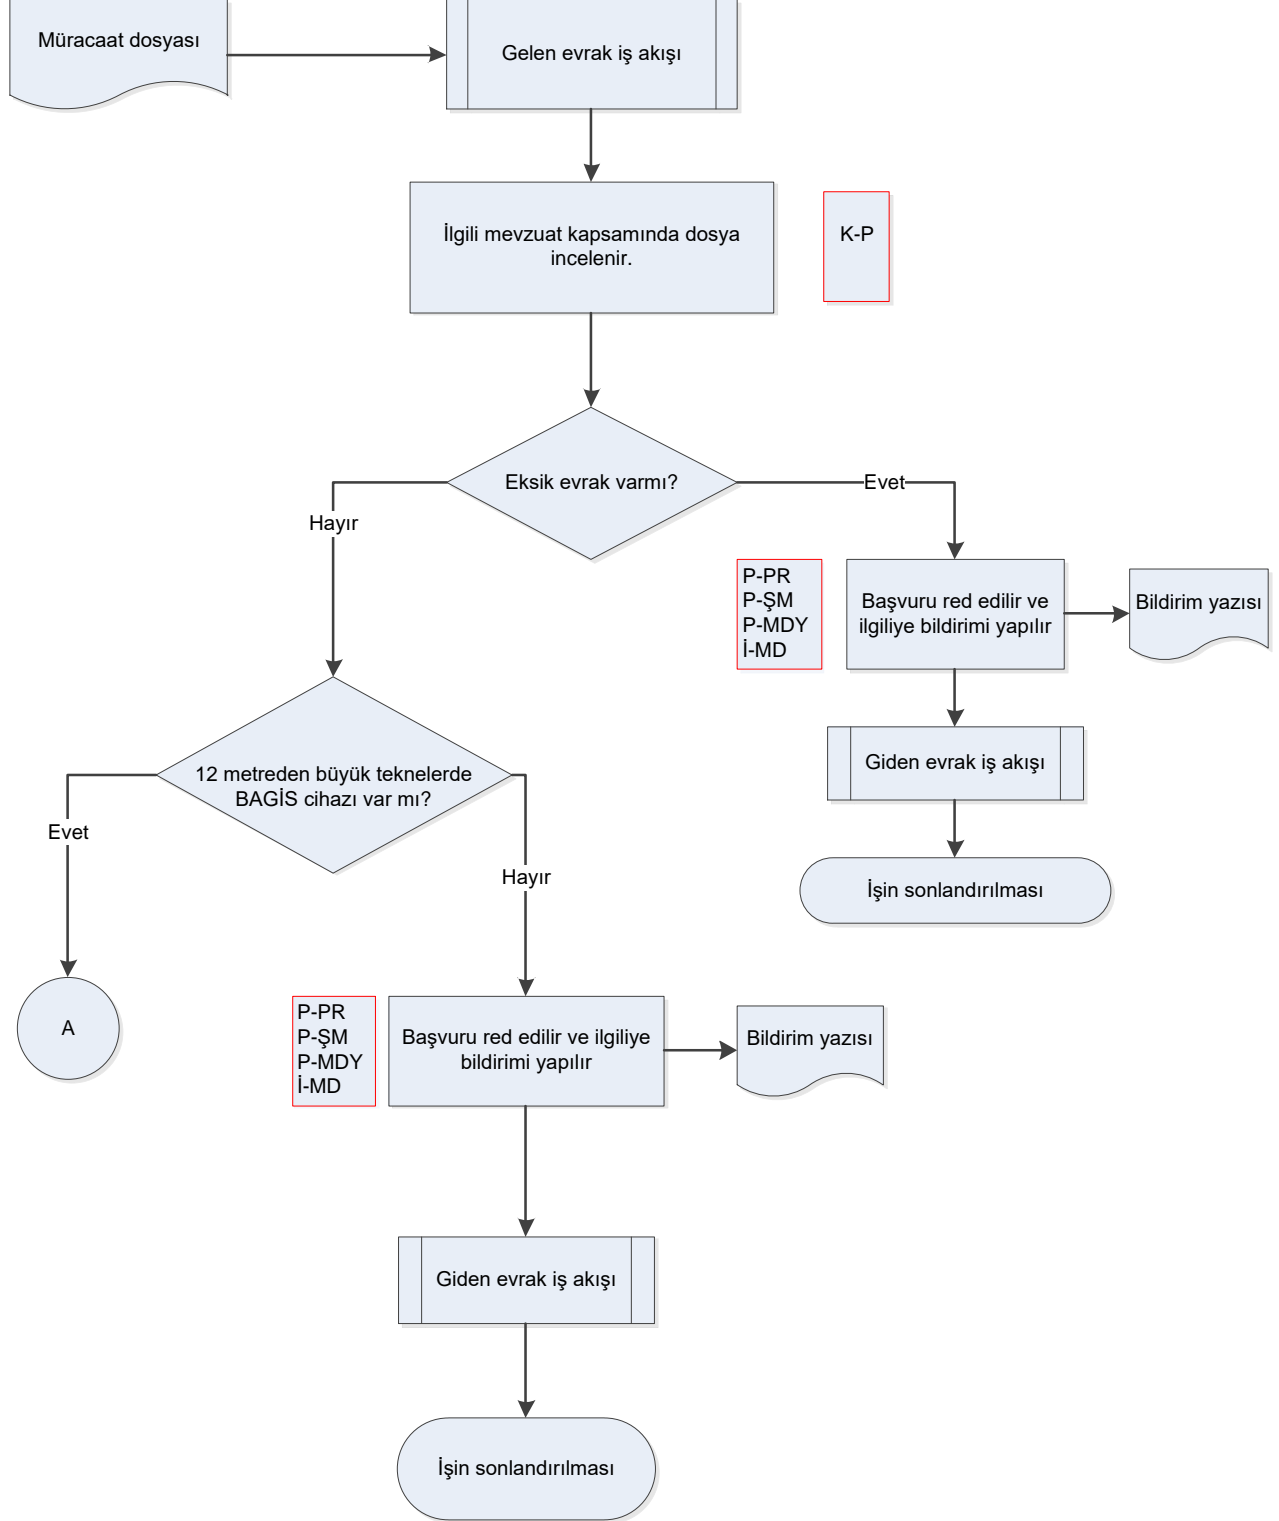 Müracaat dosyası
Gelen evrak iş akışı
İlgili mevzuat kapsamında dosya
incelenir.
K-P
Eksik evrak varmı?
Evet
Hayır
P-PR
P-ŞM
P-MDY
İ-MD
Başvuru red edilir ve
ilgiliye bildirimi yapılır
Bildirim yazısı
Giden evrak iş akışı
İşin sonlandırılması
12 metreden büyük teknelerde
BAGİS cihazı var mı?
Evet
Hayır
A
P-PR
P-ŞM
P-MDY
İ-MD
Başvuru red edilir ve ilgiliye
bildirimi yapılır
Bildirim yazısı
Giden evrak iş akışı
İşin sonlandırılması